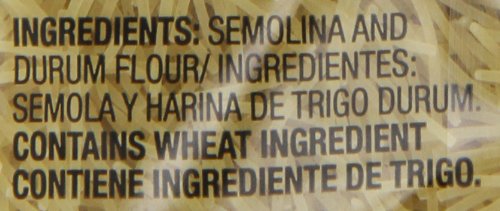 INGREDIENTS: SEMOLINA AND
DURUM FLOUR/ INGREDIENTES:
SEMOLA Y HARINA DE TRIGO DURUM.
CONTAINS WHEAT INGREDIENT
CONTIENE INGREDIENTE DE TRIGO.